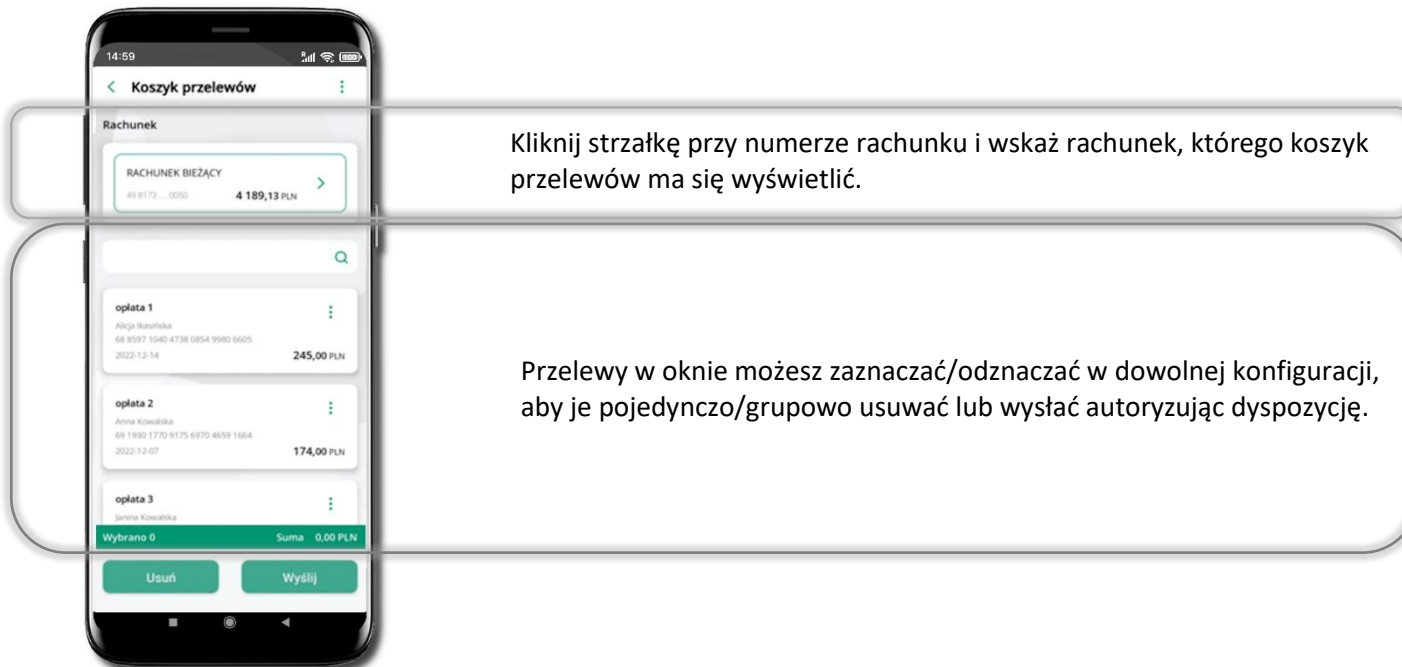 14:59
Koszyk przelewów
Rachunek
RACHUNEK BIEŻĄCY
49 8173 ... 0050 4 189,13 PLN
Kliknij strzałkę przy numerze rachunku i wskaż rachunek, którego koszyk
przelewów ma się wyświetlić.
opłata 1
Alicja Ikasińska
68 8597 1040 4738 0854 9980 6605
2022-12-14 245,00 PLN
opłata 2
Anna Kowalska
69 1930 1770 9175 6970 4659 1664
2022-12-07 174,00 PLN
opłata 3
Janina Kowalska
Wybrano 0 Suma 0,00 PLN
Usuń Wyślij
Przelewy w oknie możesz zaznaczać/odznaczać w dowolnej konfiguracji,
aby je pojedynczo/grupowo usuwać lub wysłać autoryzując dyspozycję.